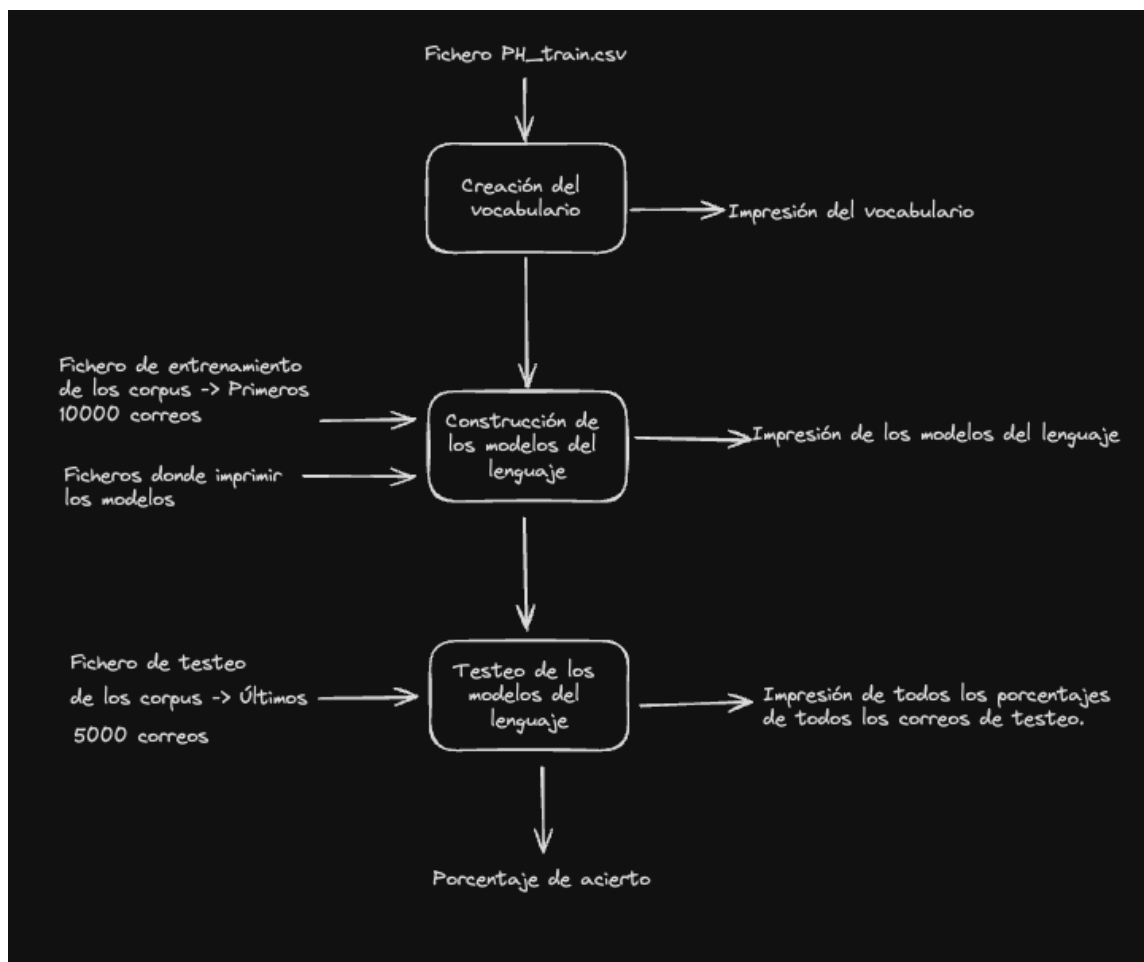 Fichero PH_train.csv
Creación del
vocabulario
Impresión del vocabulario
Fichero de entrenamiento
de los corpus -> Primeros
10000 correos
Ficheros donde imprimir
los modelos
Construcción de
los modelos del
lenguaje
Impresión de los modelos del lenguaje
Fichero de testeo
de los corpus -> Últimos
5000 correos
Testeo de los
modelos del
lenguaje
Impresión de todos los porcentajes
de todos los correos de testeo.
Porcentaje de acierto